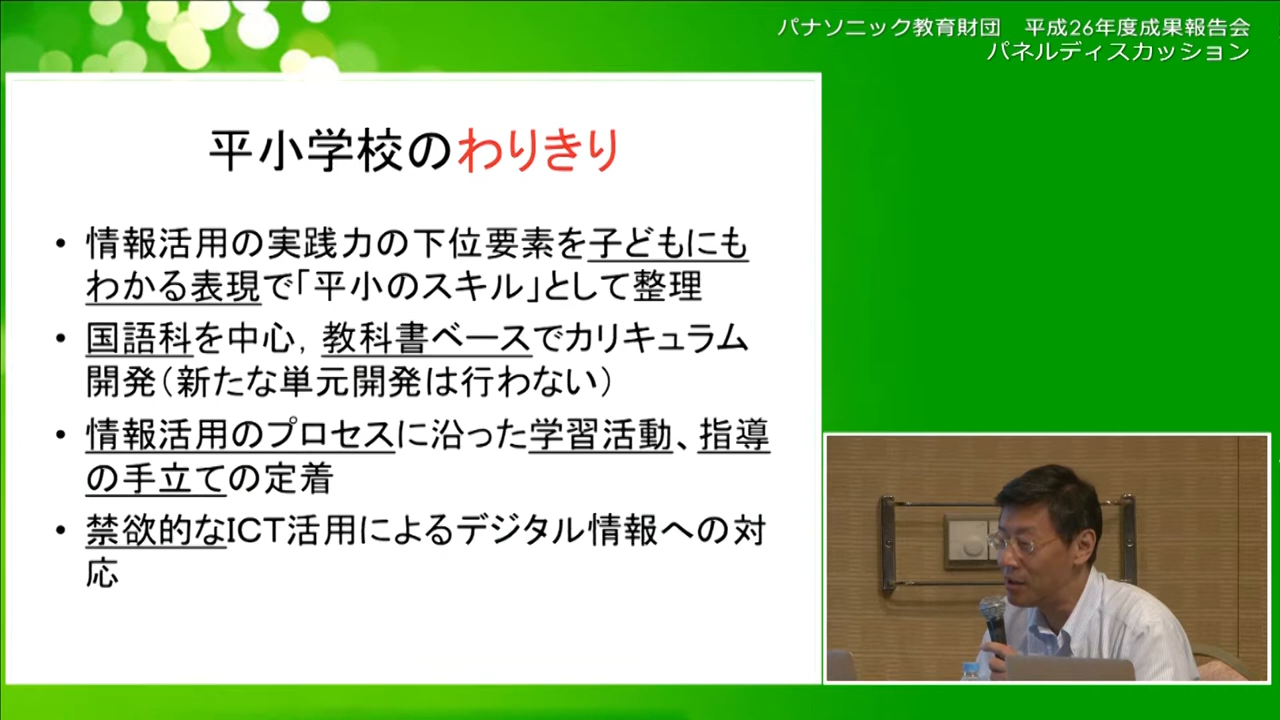 パナソニック教育財団　平成26年度成果報告会
パネルディスカッション
平小学校のわりきり
• 情報活用の実践力の下位要素を子どもにも
わかる表現で「平小のスキル」として整理
• 国語科を中心，教科書ベースでカリキュラム
開発（新たな単元開発は行わない）
• 情報活用のプロセスに沿った学習活動、指導
の手立ての定着
• 禁欲的なICT活用によるデジタル情報への対
応